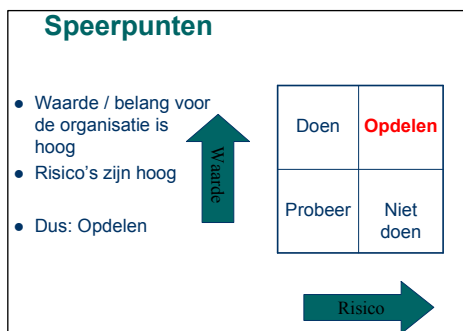 Speerpunten
● Waarde / belang voor
de organisatie is
hoog
● Risico's zijn hoog
● Dus: Opdelen
Waarde
Doen
Opdelen
Probeer
Niet
doen
Risico